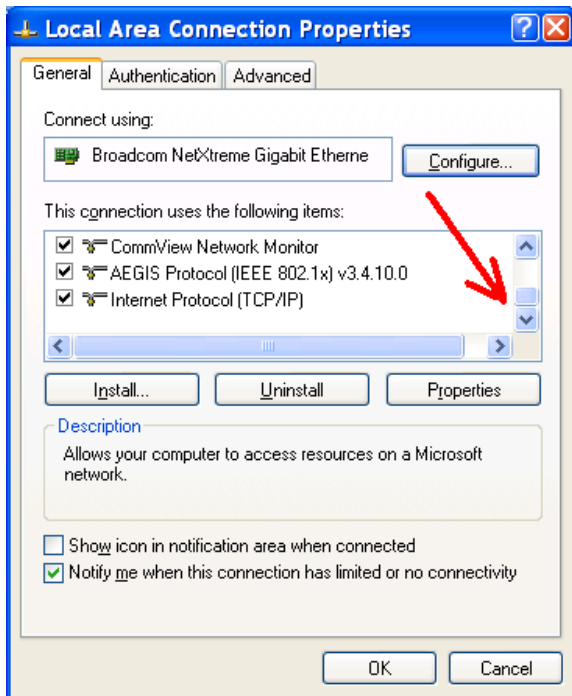 Local Area Connection Properties
General Authentication Advanced
Connect using:
Broadcom NetXtreme Gigabit Etherne
Configure...
This connection uses the following items:
CommView Network Monitor
AEGIS Protocol (IEEE 802.1x) v3.4.10.0
Internet Protocol (TCP/IP)
Install... Uninstall Properties
Description
Allows your computer to access resources on a Microsoft
network.
Show icon in notification area when connected
Notify me when this connection has limited or no connectivity
OK Cancel